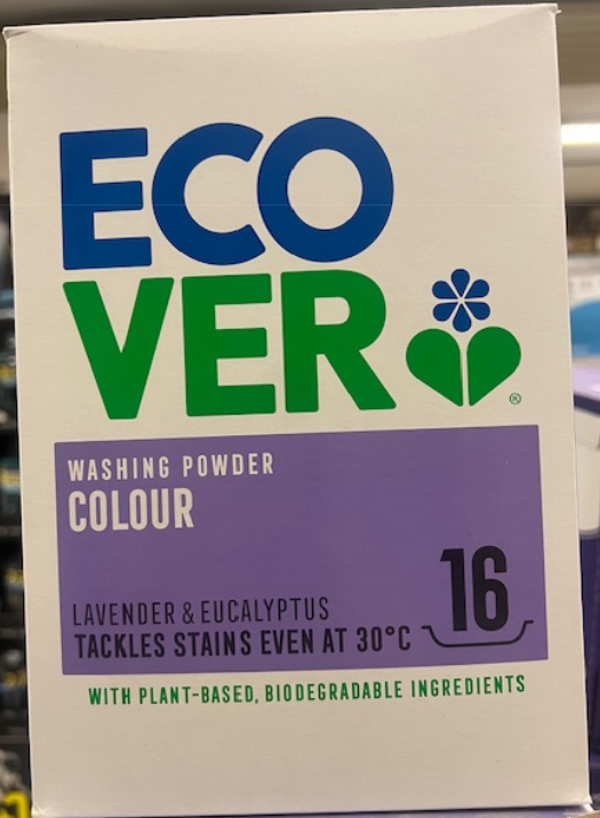 ECO
VER
®
WASHING POWDER
COLOUR
LAVENDER & EUCALYPTUS
TACKLES STAINS EVEN AT 30°C
16
WITH PLANT-BASED, BIODEGRADABLE INGREDIENTS